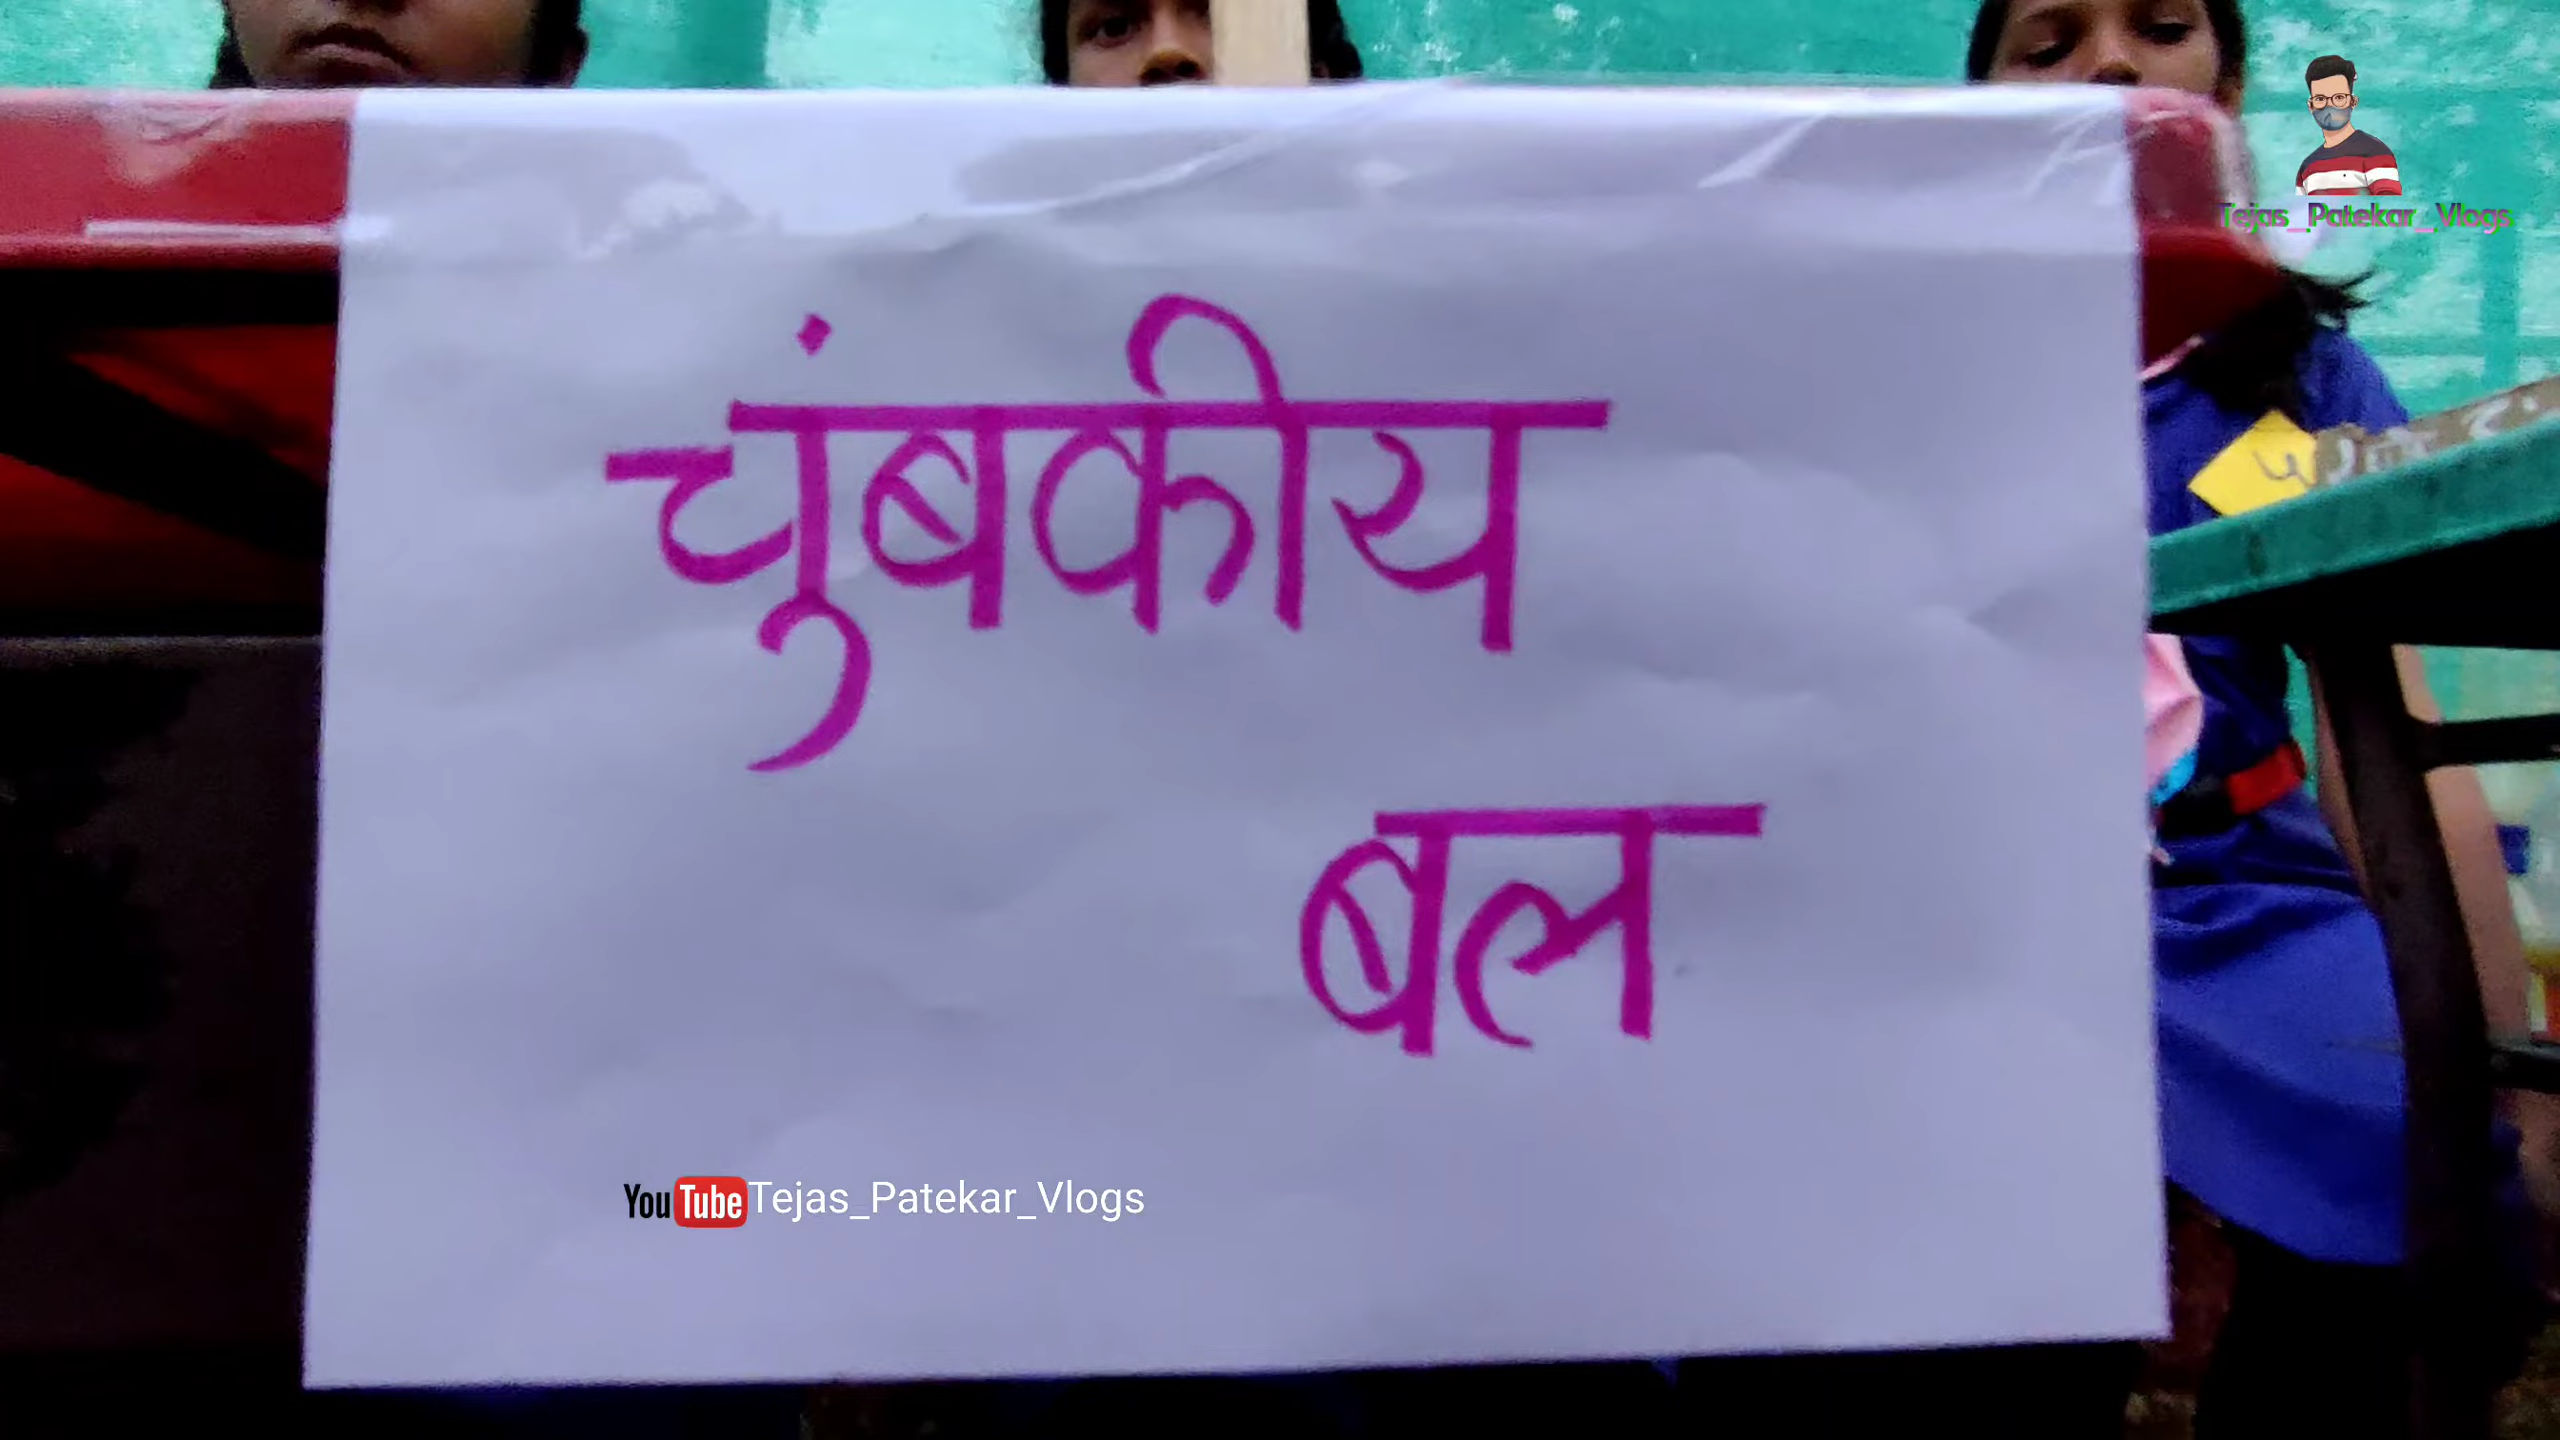 Tejas_Patekar_Vlogs
चुंबकीय
बल
YouTube Tejas_Patekar_Vlogs